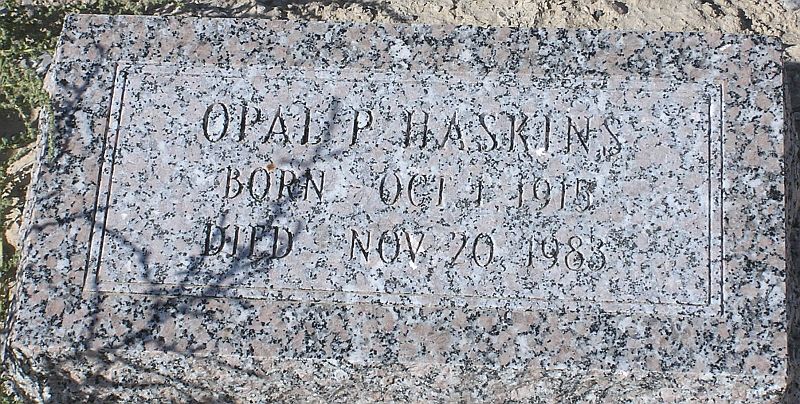 OPAL P. HASKINS
BORN OCT 1 1915
DIED NOV. 20, 1983